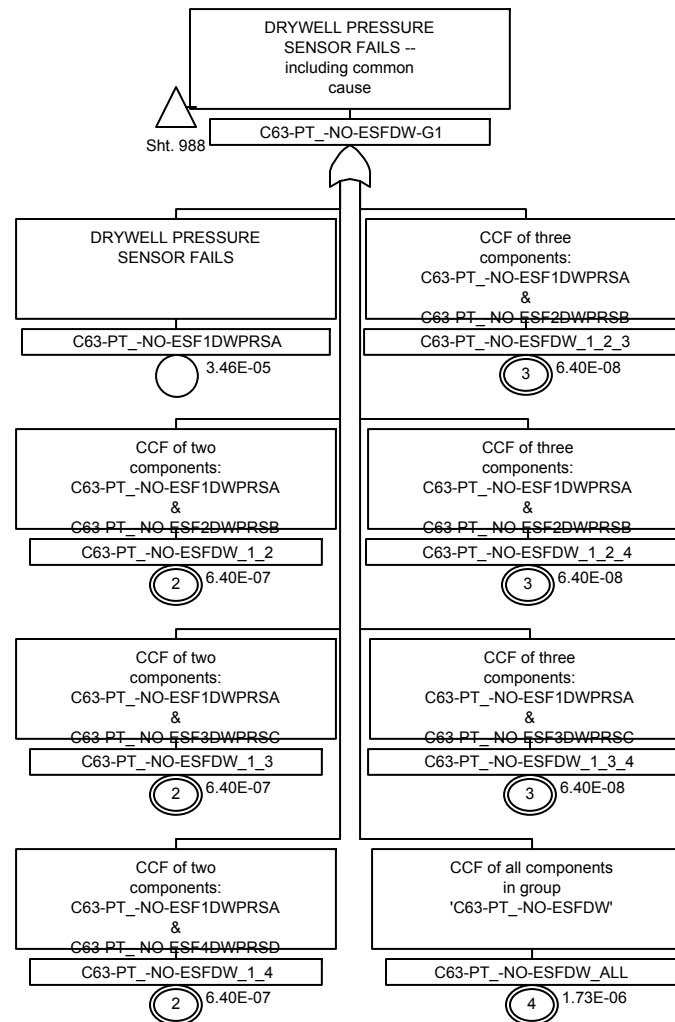 DRYWELL PRESSURE
SENSOR FAILS --
including common
cause
Sht. 988
C63-PT_-NO-ESFDW-G1
DRYWELL PRESSURE
SENSOR FAILS
C63-PT_-NO-ESF1DWPRSA
3.46E-05
CCF of three
components:
C63-PT_-NO-ESF1DWPRSA
&
C63-PT_-NO-ESF2DWPRSB
C63-PT_-NO-ESFDW_1_2_3
3
6.40E-08
CCF of two
components:
C63-PT_-NO-ESF1DWPRSA
&
C63-PT_-NO-ESF2DWPRSB
C63-PT_-NO-ESFDW_1_2
2
6.40E-07
CCF of three
components:
C63-PT_-NO-ESF1DWPRSA
&
C63-PT_-NO-ESF2DWPRSB
C63-PT_-NO-ESFDW_1_2_4
3
6.40E-08
CCF of two
components:
C63-PT_-NO-ESF1DWPRSA
&
C63-PT_-NO-ESF3DWPRSC
C63-PT_-NO-ESFDW_1_3
2
6.40E-07
CCF of three
components:
C63-PT_-NO-ESF1DWPRSA
&
C63-PT_-NO-ESF3DWPRSC
C63-PT_-NO-ESFDW_1_3_4
3
6.40E-08
CCF of two
components:
C63-PT_-NO-ESF1DWPRSA
&
C63-PT_-NO-ESF4DWPRSD
C63-PT_-NO-ESFDW_1_4
2
6.40E-07
CCF of all components
in group
'C63-PT_-NO-ESFDW'
C63-PT_-NO-ESFDW_ALL
4
1.73E-06